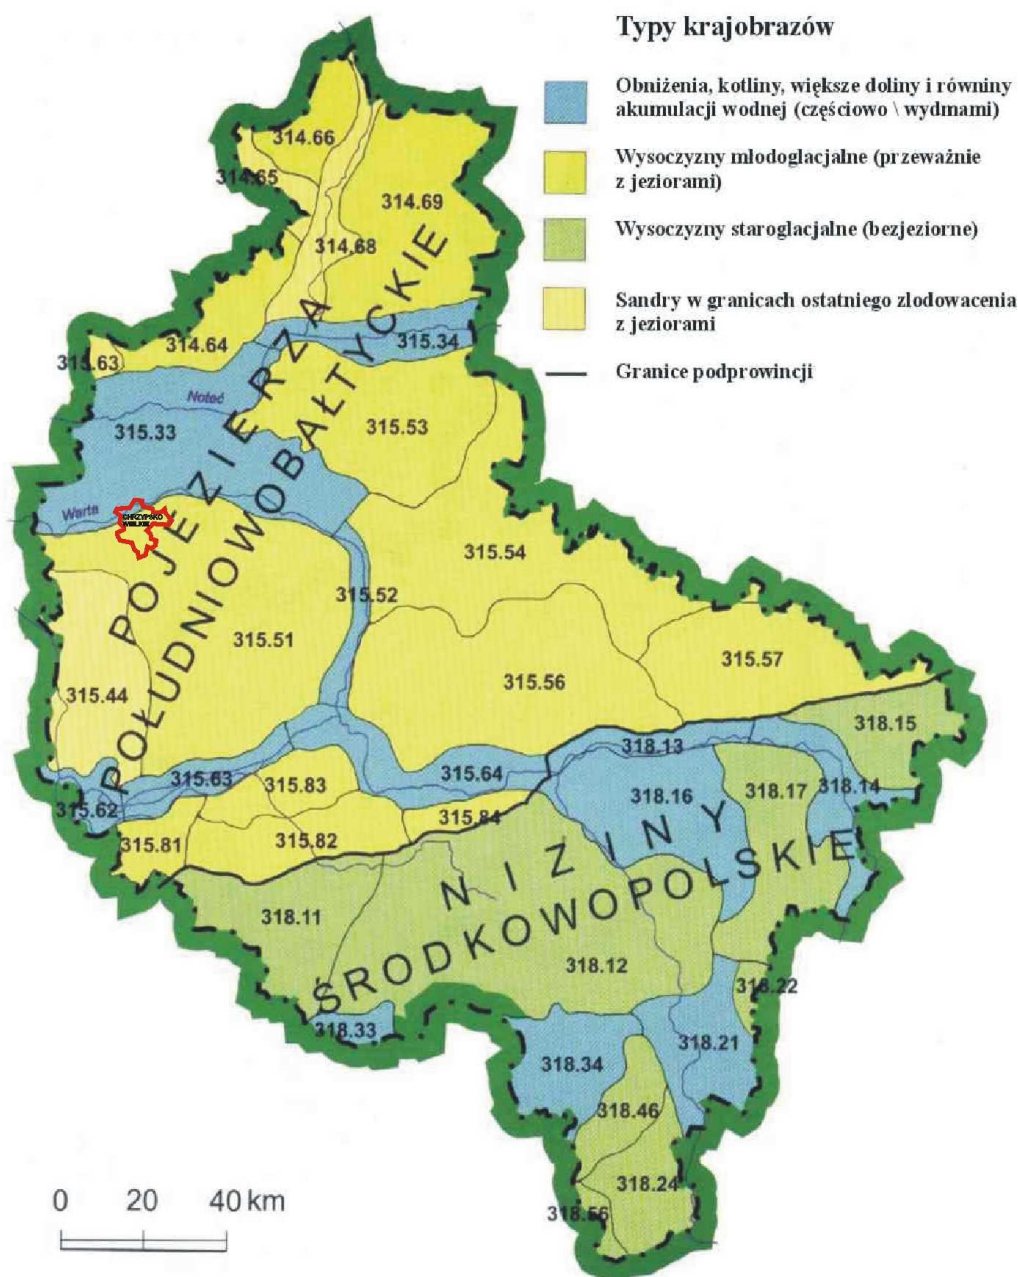 Typy krajobrazów
Obniżenia, kotliny, większe doliny i równiny
akumulacji wodnej (częściowo \ wydmami)
Wysoczyzny młodoglacjalne (przeważnie
z jeziorami)
Wysoczyzny staroglacjalne (bezjeziorne)
Sandry w granicach ostatniego zlodowacenia
z jeziorami
Granice podprowincji
314.66
314.65
314.69
314.68
314.64
315.63
315.34
Noteć
315.33
315.53
Warta
CHRZYPSKO
WIELKIE
POJEZIERZA
POŁUDNIOWOBAŁTYCKIE
315.54
315.52
315.51
315.57
315.56
315.44
318.15
318.13
315.63
315.83
315.64
318.14
315.62
318.16
318.17
315.84
315.81
315.82
NIZINY
ŚRODKOWOPOLSKIE
318.11
318.12
318.22
318.33
318.21
318.34
318.46
318.24
318.56
0 20 40 km